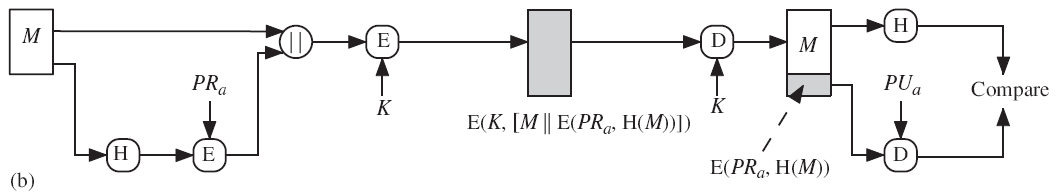 M
||
E
K
E(K, [M || E(PRa, H(M))])
D
K
M
H
PUa
Compare
PRa
H
E
E(PRa, H(M))
D
(b)